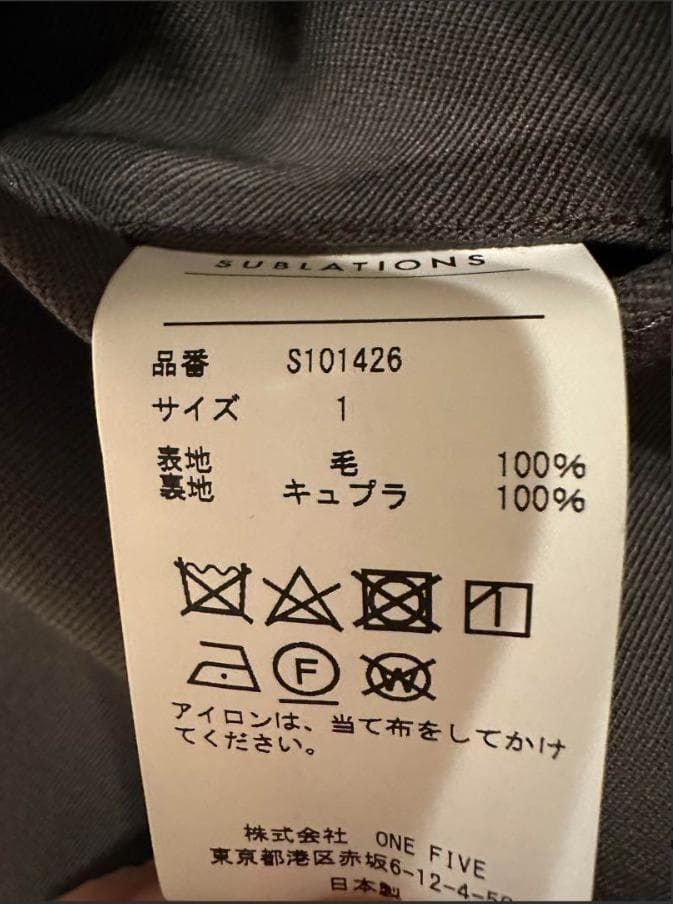 SUBLATIONS
品番 S101426
サイズ 1
表地 毛 100%
裏地 キュプラ 100%
F
W
アイロンは、当て布をしてかけ
てください。
株式会社 ONE FIVE
東京都港区赤坂6-12-4-
日本製